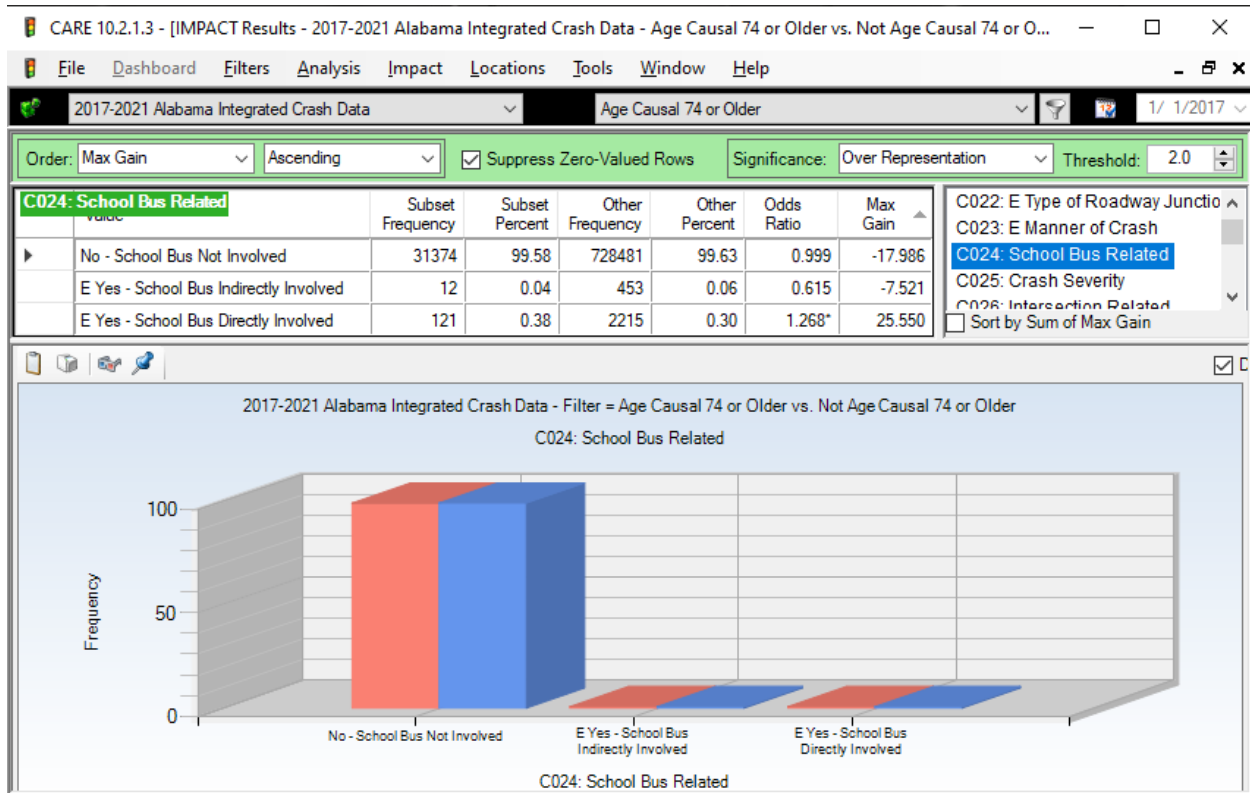 CARE 10.2.1.3 - [IMPACT Results - 2017-2021 Alabama Integrated Crash Data - Age Causal 74 or Older vs. Not Age Causal 74 or O...
File Dashboard Filters Analysis Impact Locations Tools Window Help
2017-2021 Alabama Integrated Crash Data Age Causal 74 or Older 1/ 1/2017
Order: Max Gain Ascending Suppress Zero-Valued Rows Significance: Over Representation Threshold: 2.0
C024: School Bus Related Subset Frequency Subset Percent Other Frequency Other Percent Odds Ratio Max Gain
No - School Bus Not Involved 31374 99.58 728481 99.63 0.999 -17.986
E Yes - School Bus Indirectly Involved 12 0.04 453 0.06 0.615 -7.521
E Yes - School Bus Directly Involved 121 0.38 2215 0.30 1.268* 25.550
C022: E Type of Roadway Junctio
C023: E Manner of Crash
C024: School Bus Related
C025: Crash Severity
C026: Intersection Related
Sort by Sum of Max Gain
D
2017-2021 Alabama Integrated Crash Data - Filter = Age Causal 74 or Older vs. Not Age Causal 74 or Older
C024: School Bus Related
100
50
0
Frequency
No - School Bus Not Involved
E Yes - School Bus
Indirectly Involved
E Yes - School Bus
Directly Involved
C024: School Bus Related